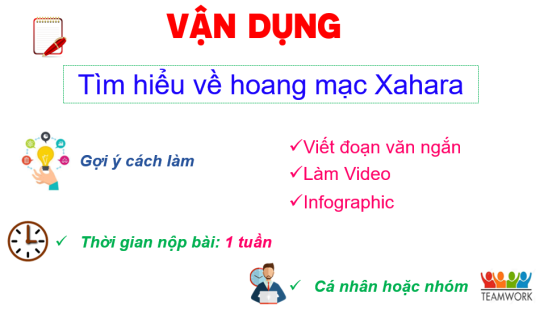 VẬN DỤNG
Tìm hiểu về hoang mạc Xahara
Gợi ý cách làm
✓Viết đoạn văn ngắn
✓Làm Video
✓Infographic
✓ Thời gian nộp bài: 1 tuần
✓ Cá nhân hoặc nhóm
TEAMWORK